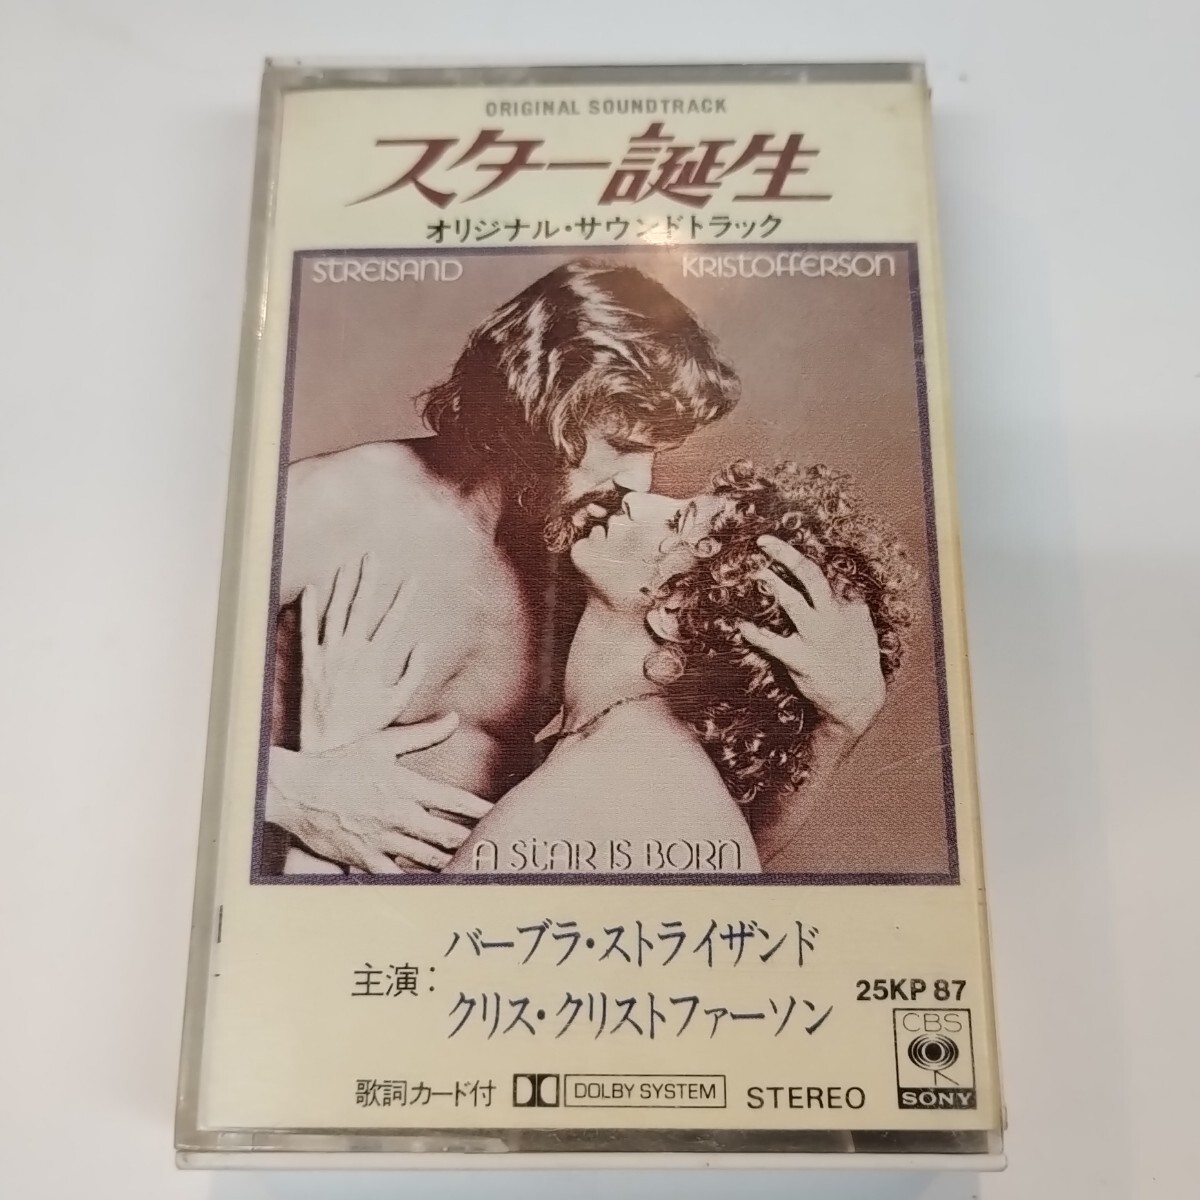 ORIGINAL SOUNDTRACK
スター誕生
オリジナル・サウンドトラック
STREISAND KRISTOFFERSON
A STAR IS BORN
主演:
バーブラ・ストライザンド
クリス・クリストファーソン
25KP 87
CBS
SONY
歌詞カード付 DOLBY SYSTEM STEREO